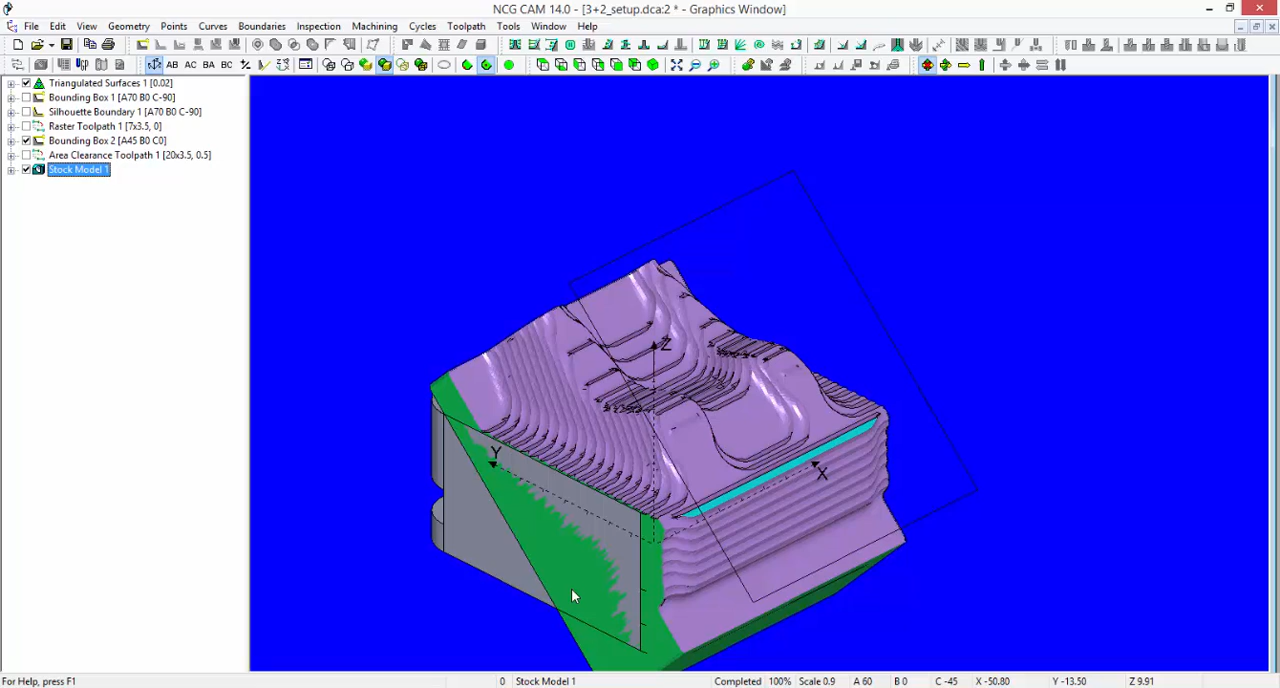 NCG CAM 14.0 - [3+2_setup.dca:2 * - Graphics Window]
File Edit View Geometry Points Curves Boundaries Inspection Machining Cycles Toolpath Tools Window Help
AB AC BA BC
Triangulated Surfaces 1 [0.02]
Bounding Box 1 [A70 B0 C-90]
Silhouette Boundary 1 [A70 B0 C-90]
Raster Toolpath 1 [7x3.5, 0]
Bounding Box 2 [A45 B0 C0]
Area Clearance Toolpath 1 [20x3.5, 0.5]
Stock Model 1
Z
Y
X
For Help, press F1 0 Stock Model 1 Completed 100% Scale 0.9 A 60 B 0 C -45 X -50.80 Y -13.50 Z 9.91